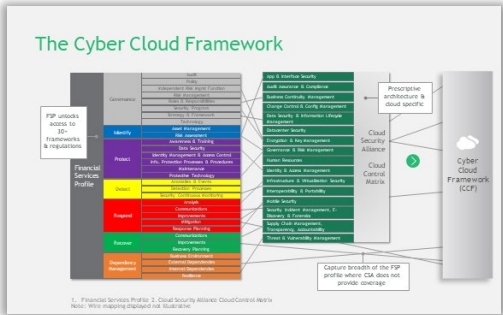 The Cyber Cloud Framework
FSP unlocks
access to
30+
frameworks
& regulations
Financial
Services
Profile
Governance
Audit
Policy
Independent Risk Mgmt Function
Risk Management
Roles & Responsibilities
Security Program
Strategy & Framework
Technology
Identify
Asset Management
Risk Assessment
Protect
Awareness & Training
Data Security
Identity Management & Access Control
Info. Protection Processes & Procedures
Maintenance
Protective Technology
Detect
Anomalies & Events
Detection Processes
Security Continuous Monitoring
Respond
Analysis
Communications
Improvements
Mitigation
Response Planning
Recover
Communications
Improvements
Recovery Planning
Dependency
Management
Business Environment
External Dependencies
Internal Dependencies
Resilience
App & Interface Security
Audit Assurance & Compliance
Business Continuity Management
Change Control & Config Management
Data Security & Information Lifecycle
Management
Datacenter Security
Encryption & Key Management
Governance & Risk Management
Human Resources
Identity & Access Management
Infrastructure & Virtualization Security
Interoperability & Portability
Mobile Security
Security Incident Management, E-
Discovery & Forensics
Supply Chain Management,
Transparency, Accountability
Threat & Vulnerability Management
Cloud
Security
Alliance
Cloud
Control
Matrix
Prescriptive
architecture &
cloud specific
Cyber
Cloud
Framework
(CCF)
Capture breadth of the FSP
profile where CSA does not
provide coverage
1. Financial Services Profile 2. Cloud Security Alliance Cloud Control Matrix
Note: Wire mapping displayed not illustrative